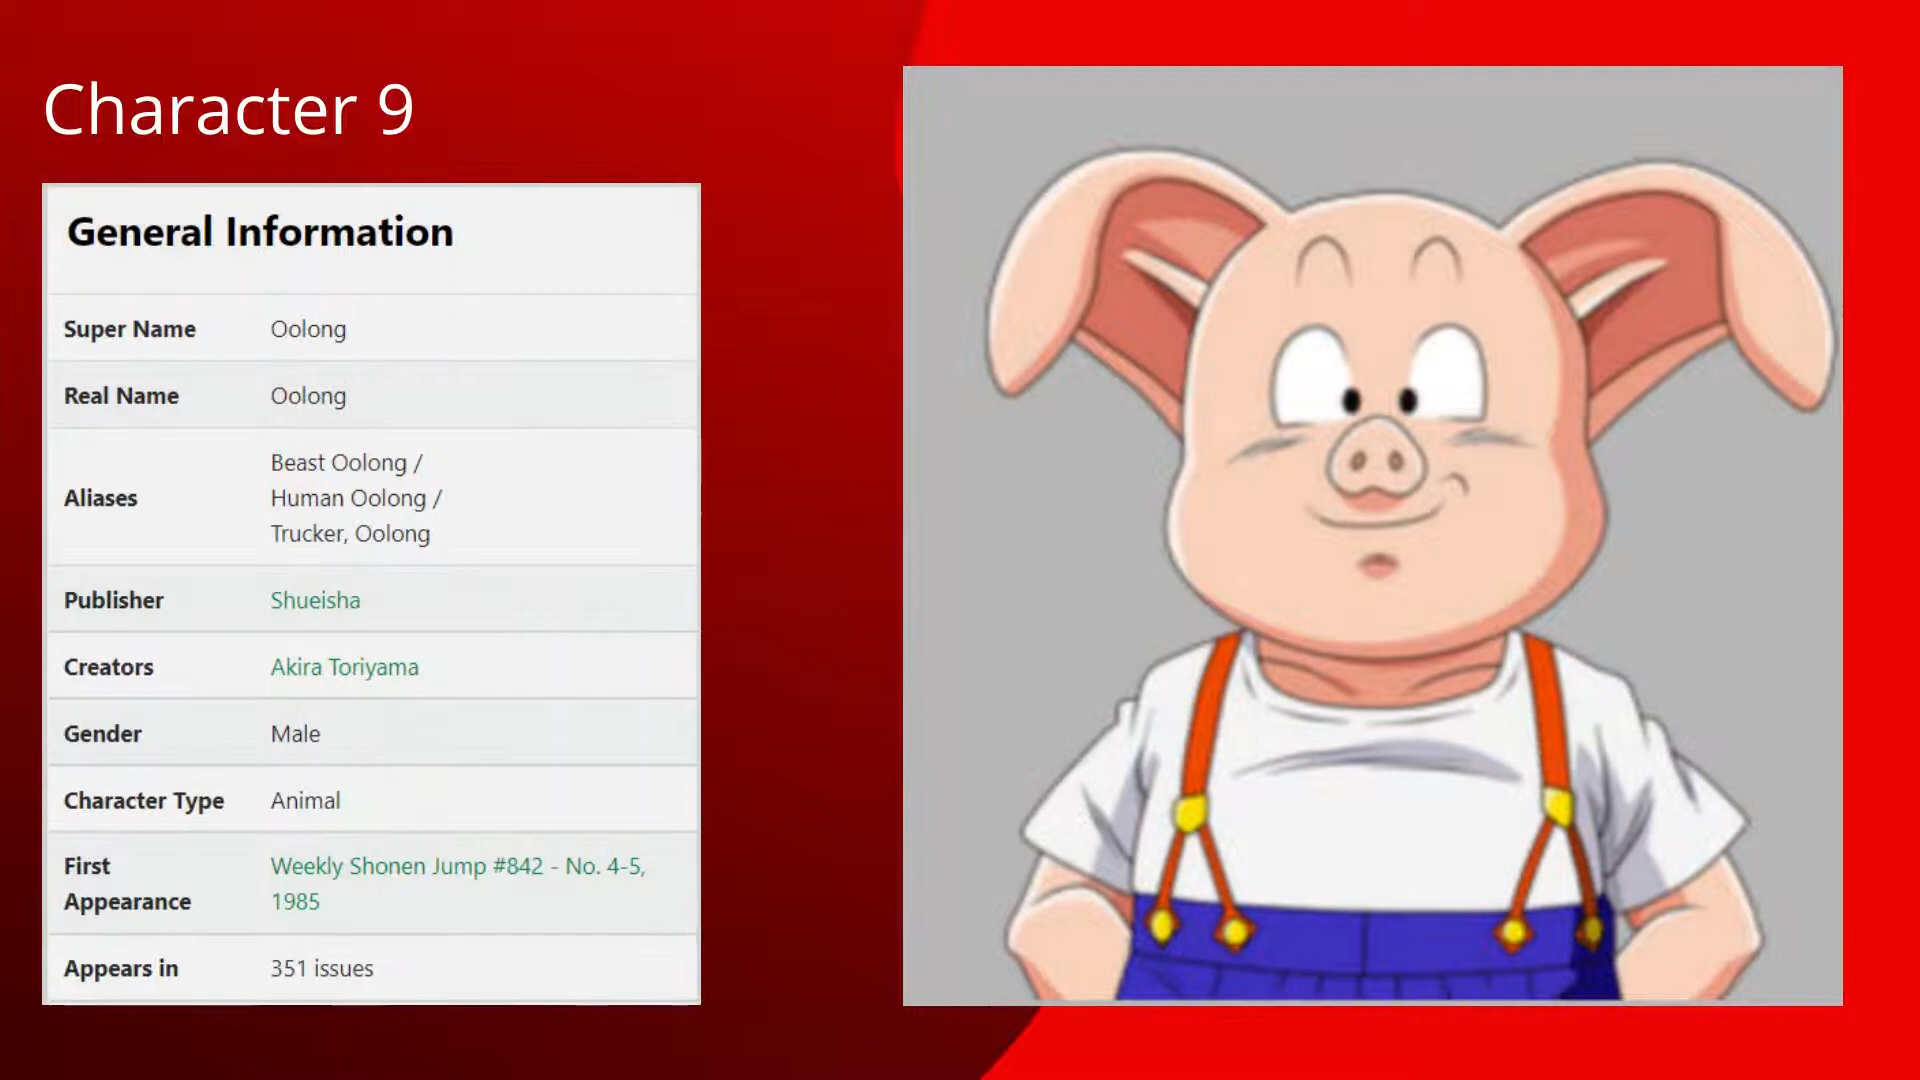 Character 9
General Information
Super Name Oolong
Real Name Oolong
Aliases Beast Oolong /
Human Oolong /
Trucker, Oolong
Publisher Shueisha
Creators Akira Toriyama
Gender Male
Character Type Animal
First Appearance Weekly Shonen Jump #842 - No. 4-5,
1985
Appears in 351 issues